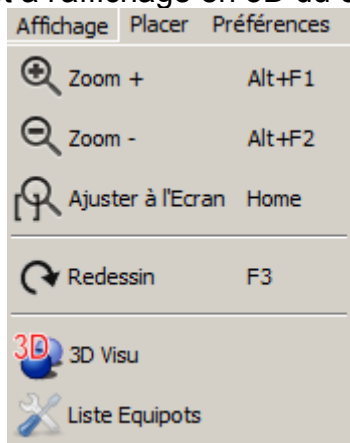 Affichage Placer Préférences
Zoom + Alt+F1
Zoom - Alt+F2
Ajuster à l'Ecran Home
Redessin F3
3D 3D Visu
Liste Equipots